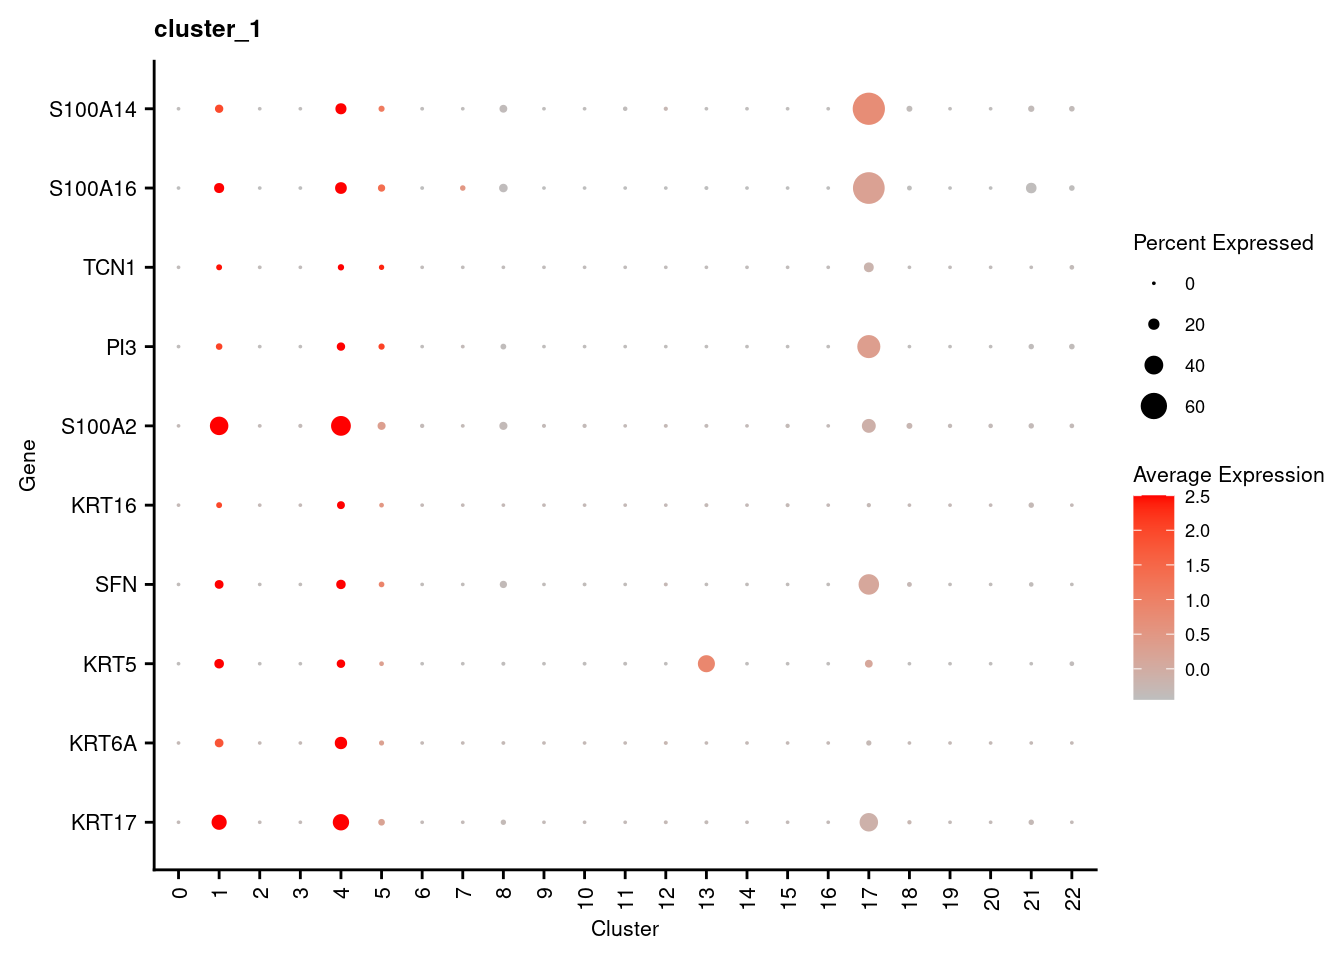 cluster_1
S100A14
S100A16
TCN1
PI3
S100A2
KRT16
SFN
KRT5
KRT6A
KRT17
Gene
0 1 2 3 4 5 6 7 8 9 10 11 12 13 14 15 16 17 18 19 20 21 22
Cluster
Percent Expressed
0
20
40
60
Average Expression
2.5
2.0
1.5
1.0
0.5
0.0